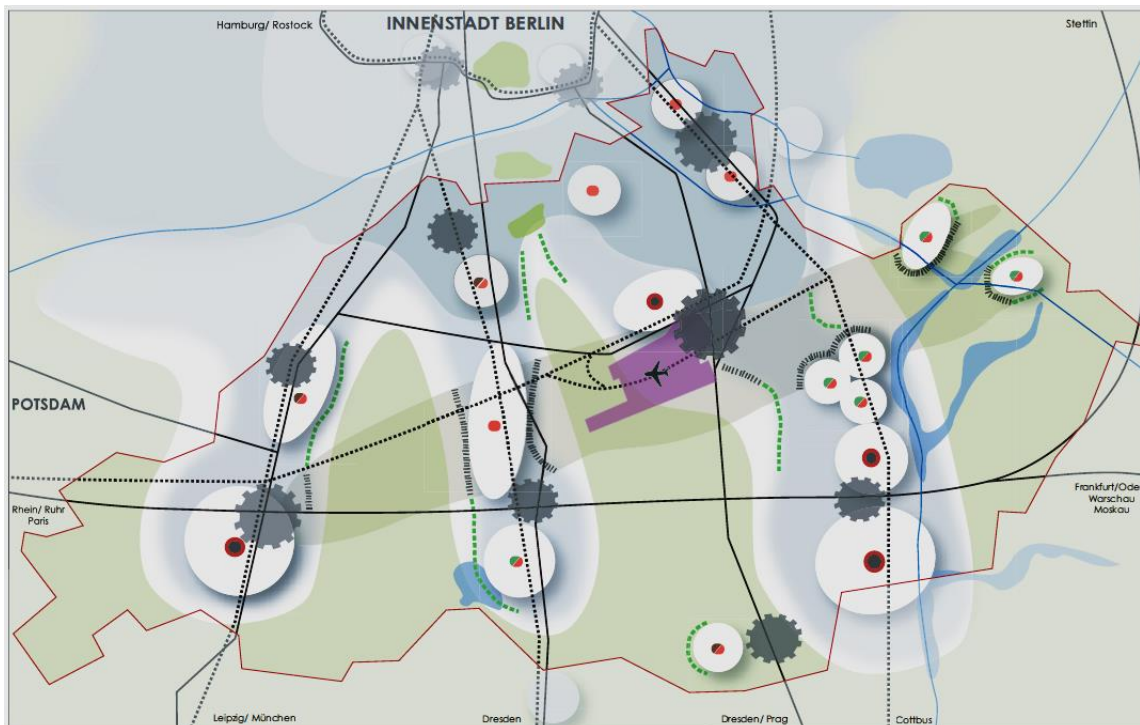 Hamburg/ Rostock
INNENSTADT BERLIN
Stettin
POTSDAM
Rhein/ Ruhr
Paris
Frankfurt/Oder
Warschau
Moskau
Leipzig/ München
Dresden
Dresden/ Prag
Cottbus